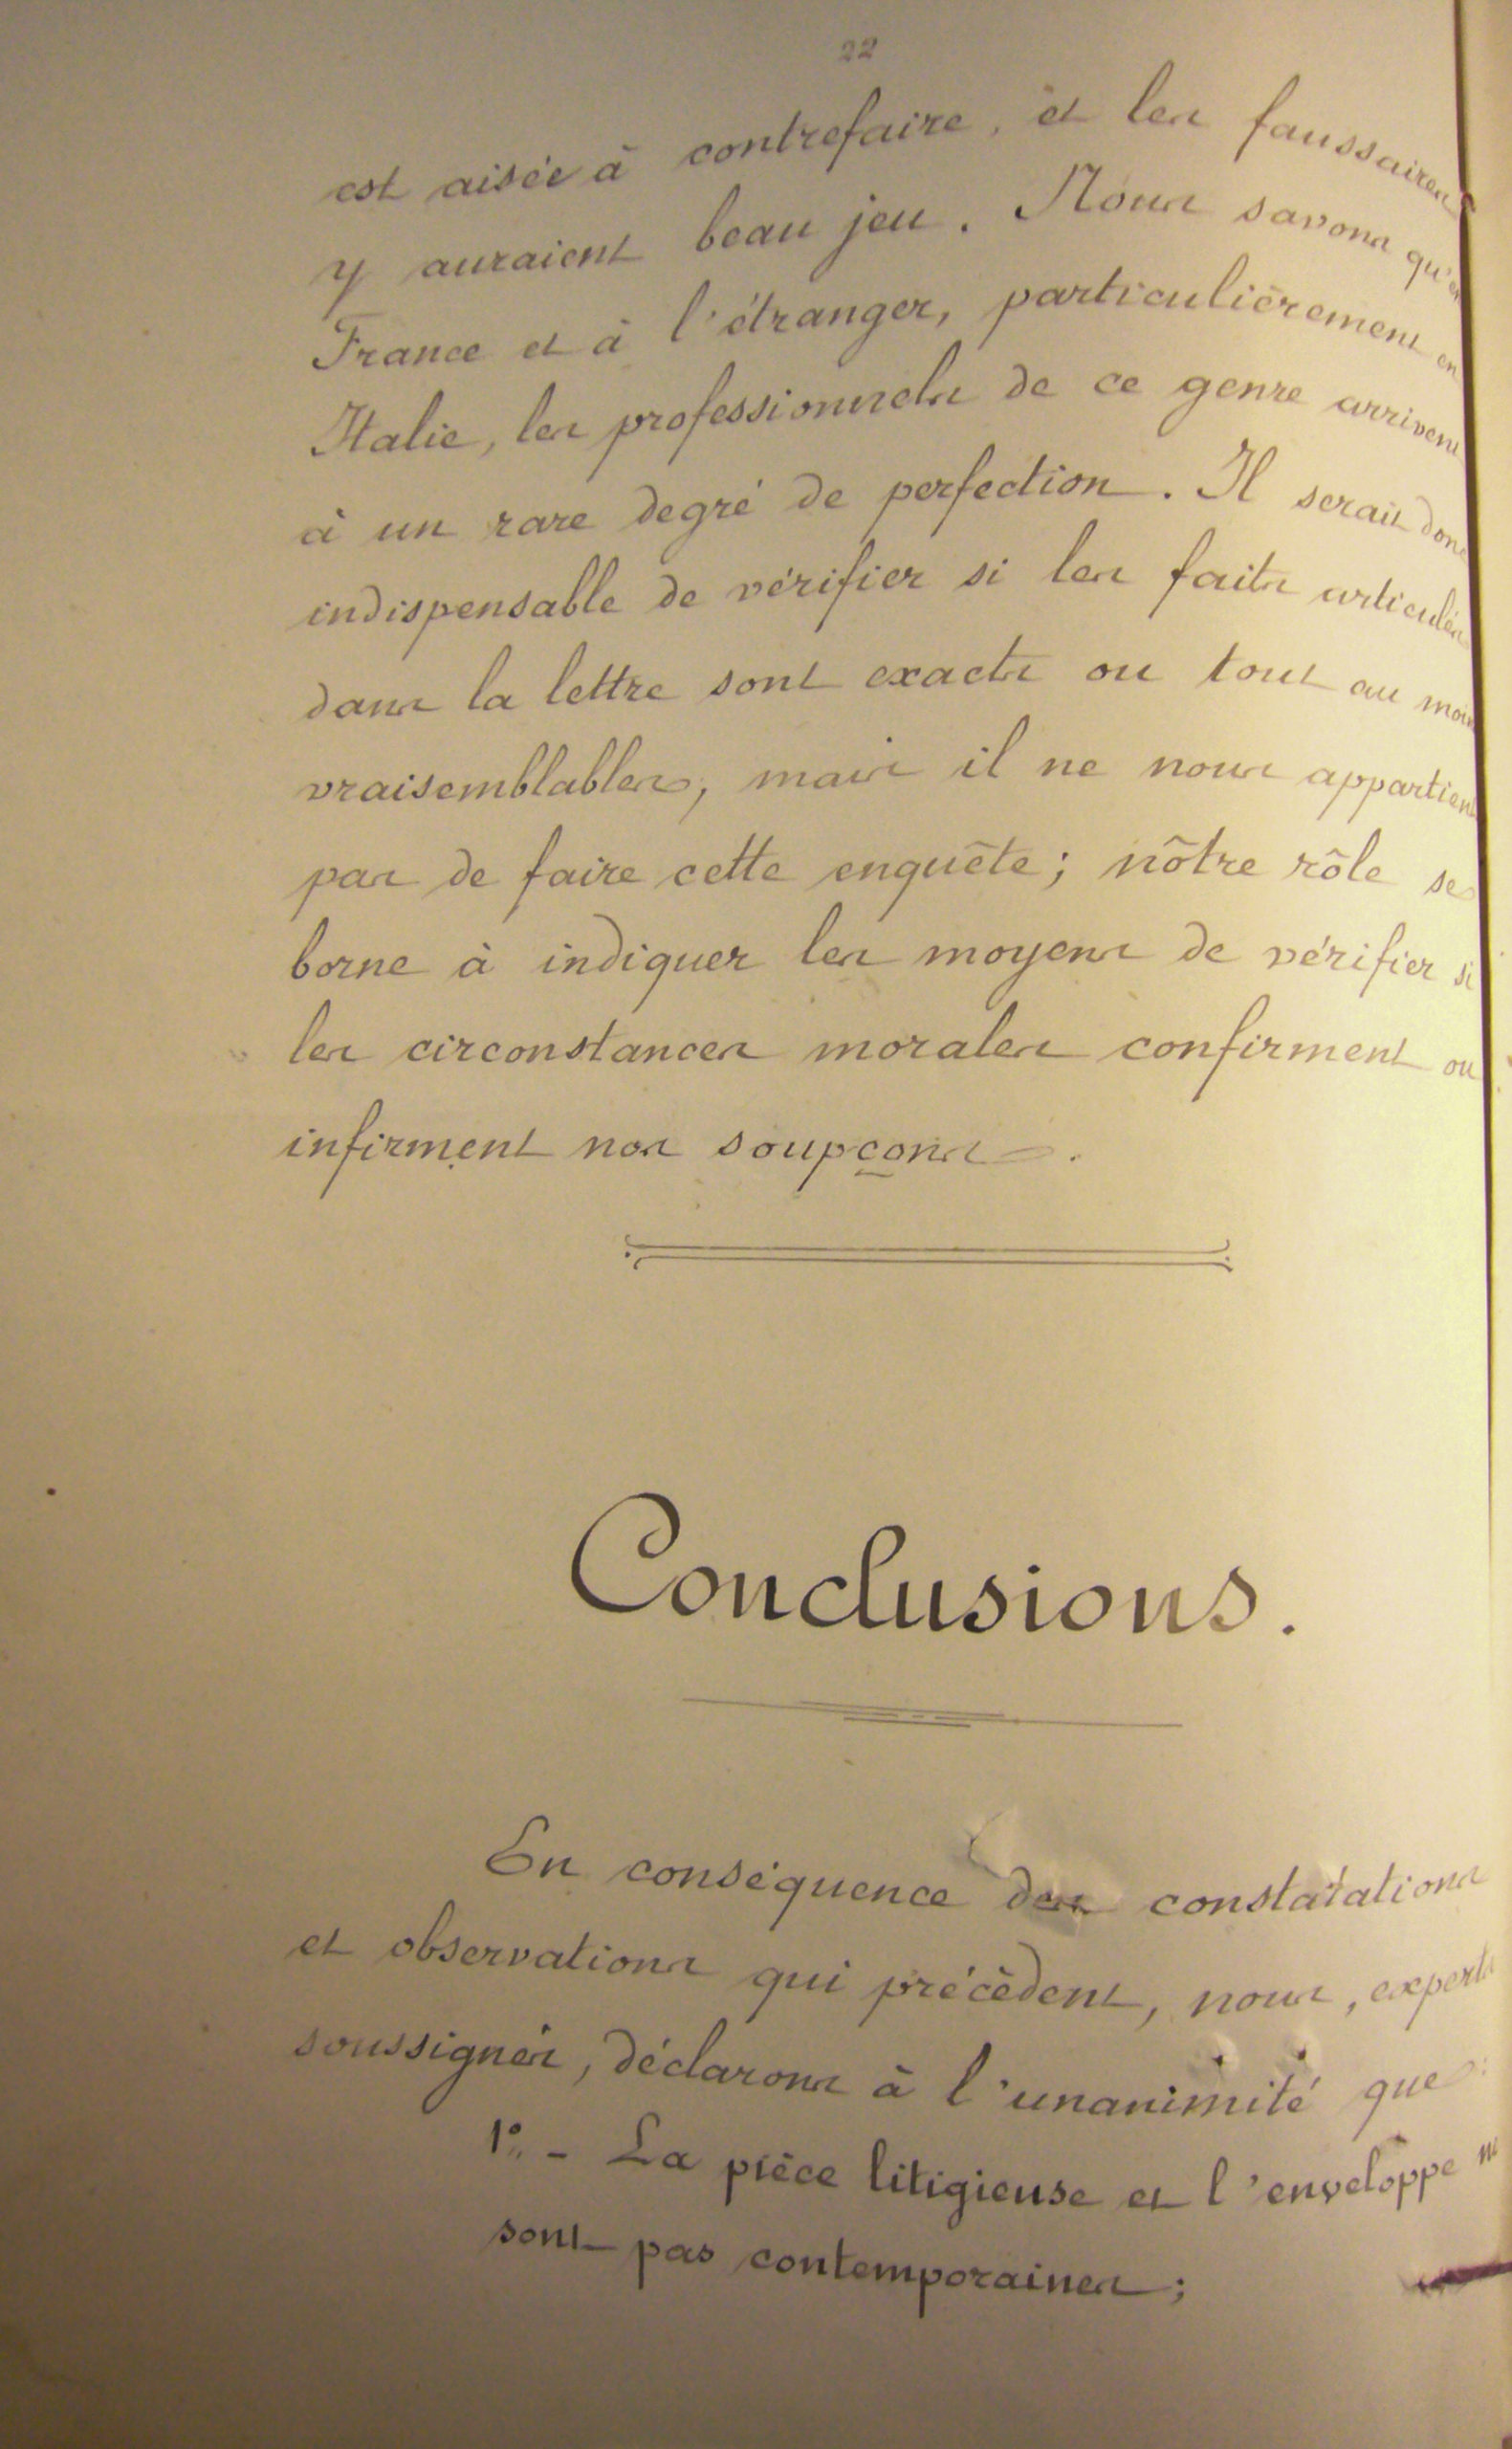 22
est aisée à contrefaire, et les faussaires
y auraient beau jeu. Nous savons qu'en
France et à l'étranger, particulièrement en
Italie, les professionnels de ce genre arrivent
à un rare degré de perfection. Il serait donc
indispensable de vérifier si les faits articulés
dans la lettre sont exacts ou tout au moins
vraisemblables, mais il ne nous appartient
pas de faire cette enquête; nôtre rôle se
borne à indiquer les moyens de vérifier si
les circonstances morales confirment ou
infirment nos soupçons.
Conclusions.
En conséquence des constatations
et observations qui précèdent, nous, experts
soussignés, déclarons à l'unanimité que:
1º. - La pièce litigieuse et l'enveloppe ne
sont pas contemporaines;